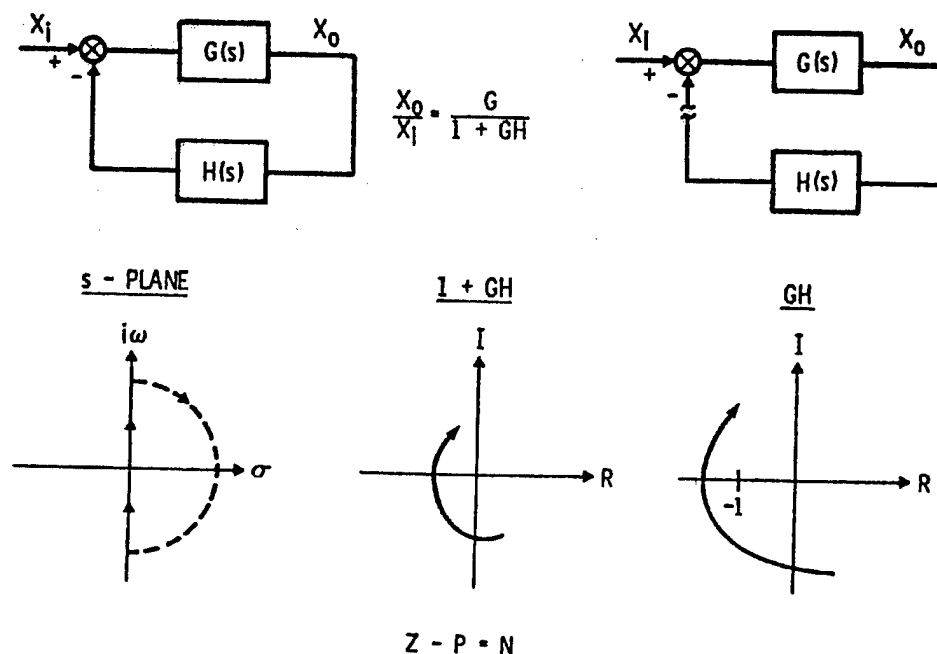 Xi + - G(s) Xo
H(s)
Xo/Xi = G/(1 + GH)
Xi + - G(s) Xo
H(s)
s - PLANE
iω
σ
1 + GH
I
R
GH
I
-1
R
Z - P = N